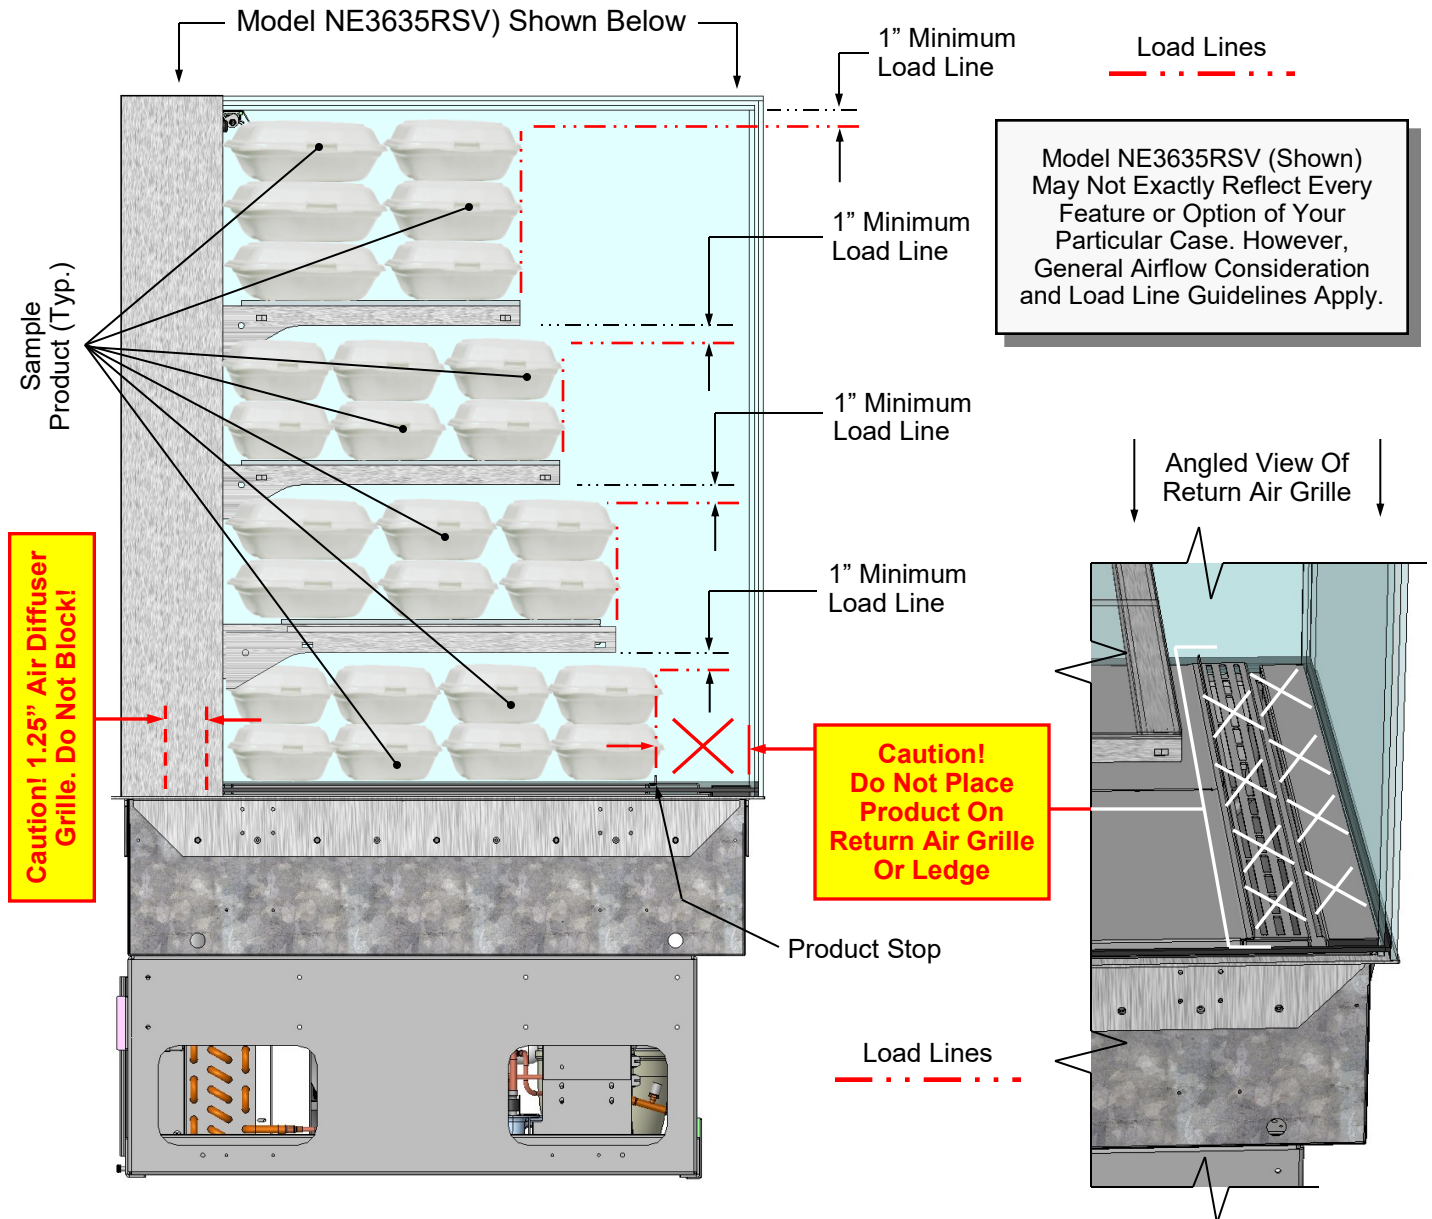 Model NE3635RSV) Shown Below
1” Minimum
Load Line
Load Lines
Model NE3635RSV (Shown)
May Not Exactly Reflect Every
Feature or Option of Your
Particular Case. However,
General Airflow Consideration
and Load Line Guidelines Apply.
1” Minimum
Load Line
Sample
Product (Typ.)
1” Minimum
Load Line
Angled View Of
Return Air Grille
1” Minimum
Load Line
Caution! 1.25” Air Diffuser
Grille. Do Not Block!
Caution!
Do Not Place
Product On
Return Air Grille
Or Ledge
Product Stop
Load Lines